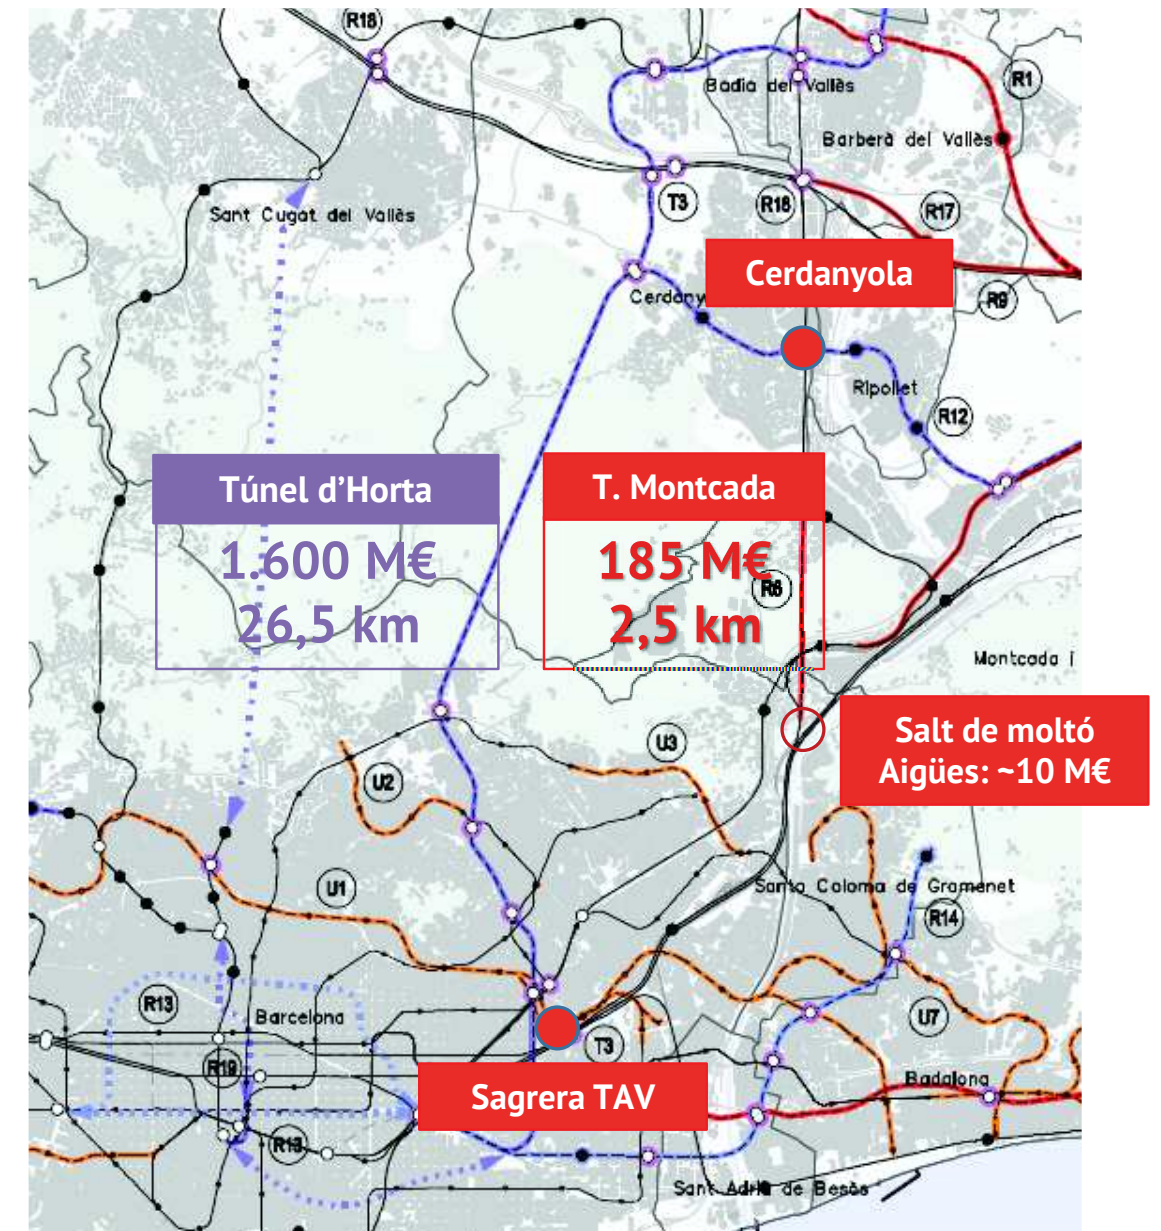 R18
R1
Badia del Vallès
Barberà del Vallès
T3
R18
R17
Sant Cugat del Vallès
Cerdanyola
Cerdany
R9
Ripollet
R12
Túnel d'Horta
1.600 M€
26,5 km
T. Montcada
185 M€
2,5 km
R6
Montcada i
Salt de moltó
Aigües: ~10 M€
U3
U2
U1
Santa Coloma de Gramenet
R14
R13
Barcelona
T3
U7
R19
Badalona
Sagrera TAV
R13
Sant Adrià de Besòs